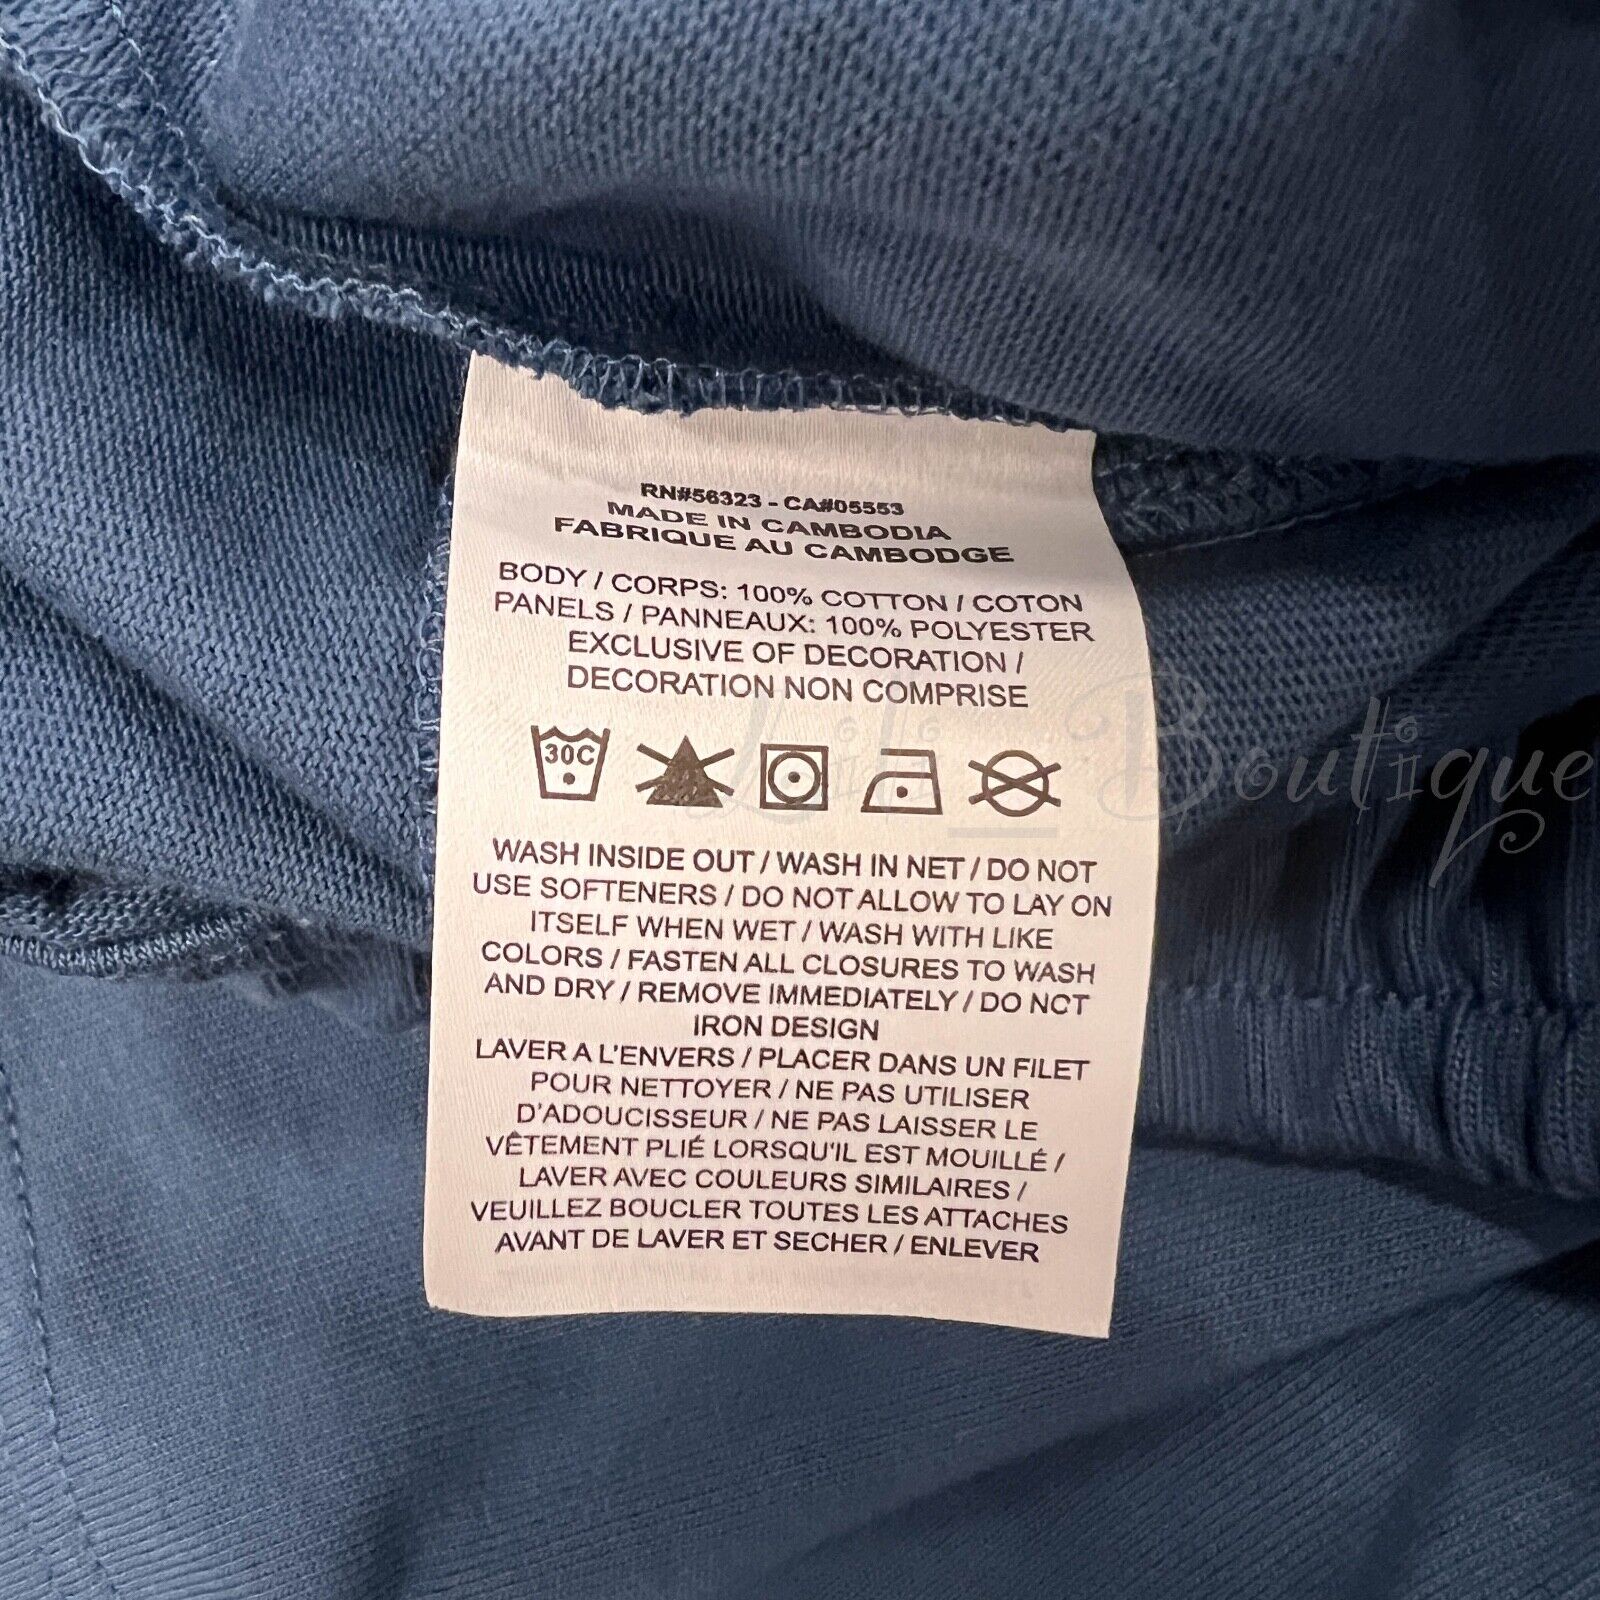 RN#56323 - CA#05553
MADE IN CAMBODIA
FABRIQUE AU CAMBODGE
BODY / CORPS: 100% COTTON / COTON
PANELS / PANNEAUX: 100% POLYESTER
EXCLUSIVE OF DECORATION /
DECORATION NON COMPRISE
30C
Lili_Boutique
WASH INSIDE OUT / WASH IN NET / DO NOT
USE SOFTENERS / DO NOT ALLOW TO LAY ON
ITSELF WHEN WET / WASH WITH LIKE
COLORS / FASTEN ALL CLOSURES TO WASH
AND DRY / REMOVE IMMEDIATELY / DO NOT
IRON DESIGN
LAVER A L'ENVERS / PLACER DANS UN FILET
POUR NETTOYER / NE PAS UTILISER
D'ADOUCISSEUR / NE PAS LAISSER LE
VÊTEMENT PLIÉ LORSQU'IL EST MOUILLÉ /
LAVER AVEC COULEURS SIMILAIRES /
VEUILLEZ BOUCLER TOUTES LES ATTACHES
AVANT DE LAVER ET SECHER / ENLEVER